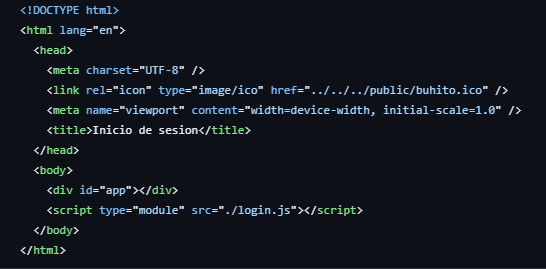 <!DOCTYPE html>
<html lang="en">
  <head>
    <meta charset="UTF-8" />
    <link rel="icon" type="image/ico" href="../../../public/buhito.ico" />
    <meta name="viewport" content="width=device-width, initial-scale=1.0" />
    <title>Inicio de sesion</title>
  </head>
  <body>
    <div id="app"></div>
    <script type="module" src="./login.js"></script>
  </body>
</html>